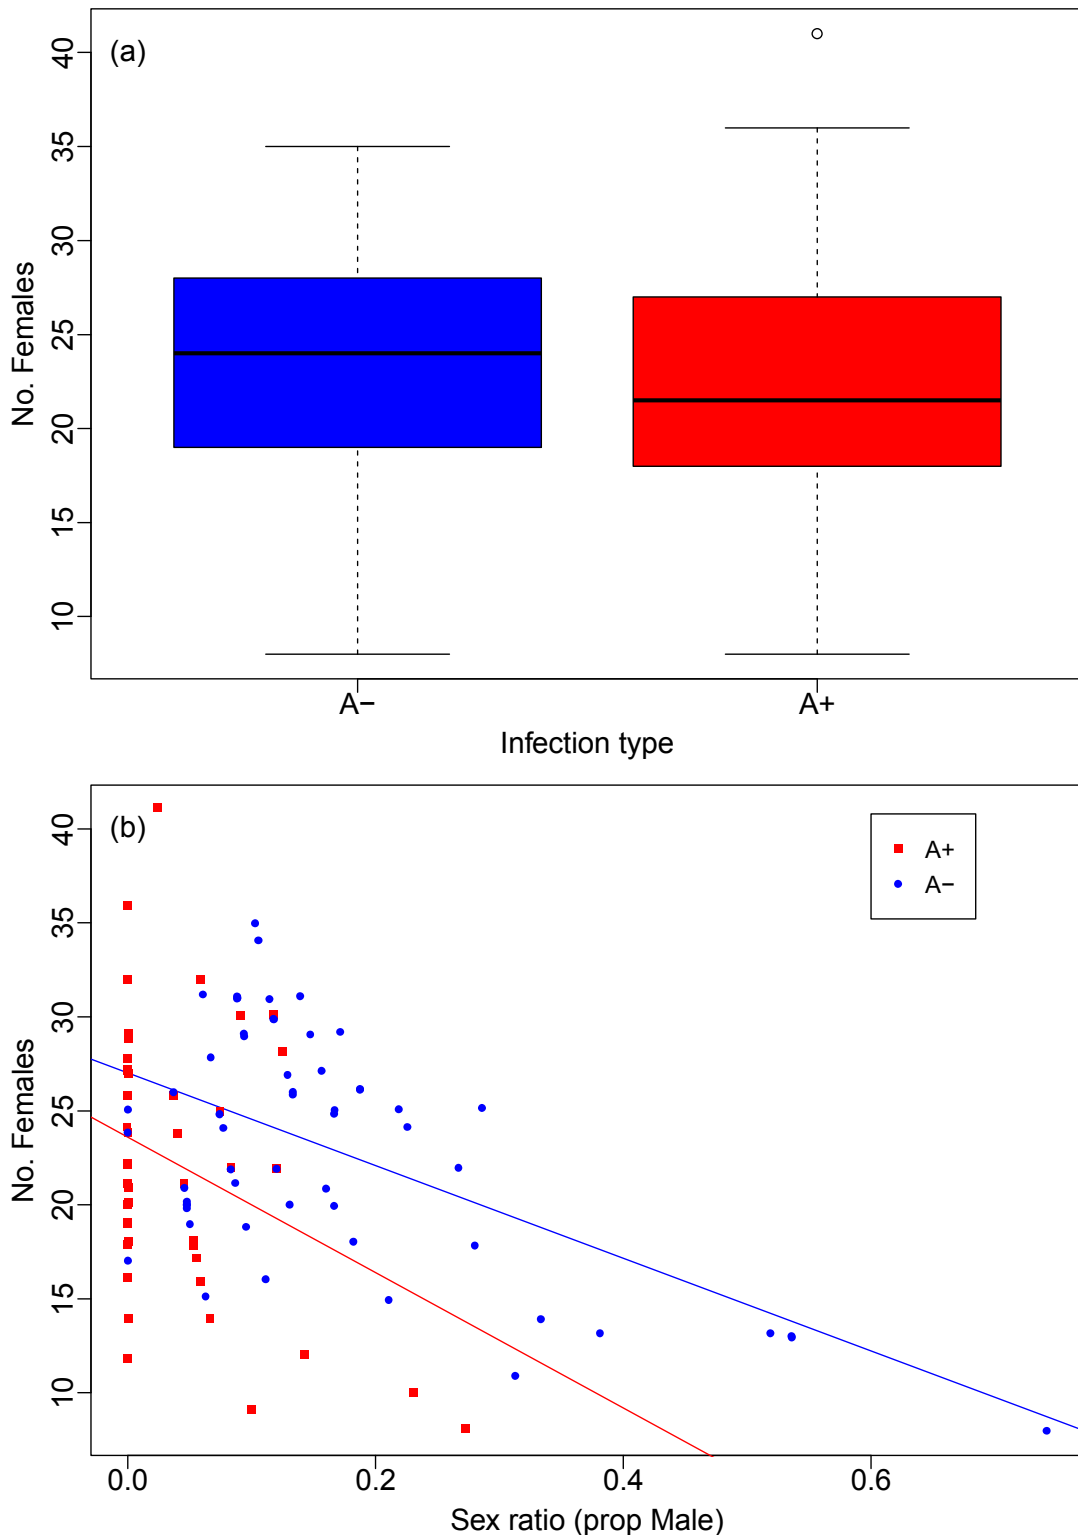 (a)
No. Females
40
35
30
25
20
15
10
A− A+
Infection type
(b)
No. Females
40
35
30
25
20
15
10
A+
A−
0.0 0.2 0.4 0.6
Sex ratio (prop Male)